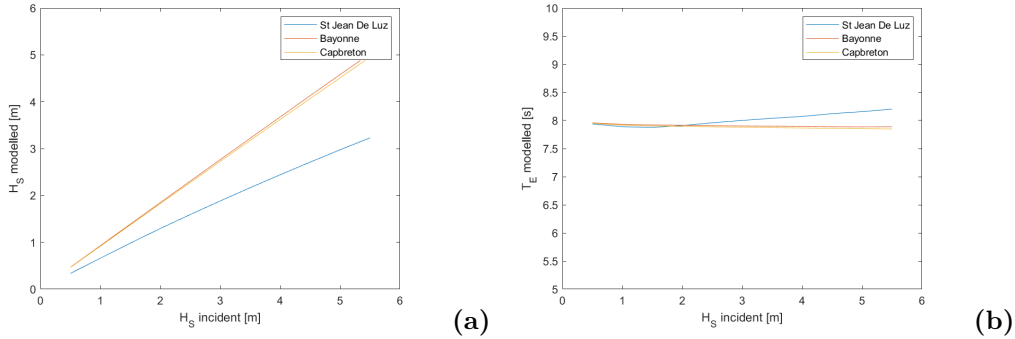 6
5
4
3
2
1
0
0 1 2 3 4 5 6
H_S modelled [m]
H_S incident [m]
St Jean De Luz
Bayonne
Capbreton
(a)
10
9.5
9
8.5
8
7.5
7
6.5
6
5.5
5
0 1 2 3 4 5 6
T_E modelled [s]
H_S incident [m]
St Jean De Luz
Bayonne
Capbreton
(b)